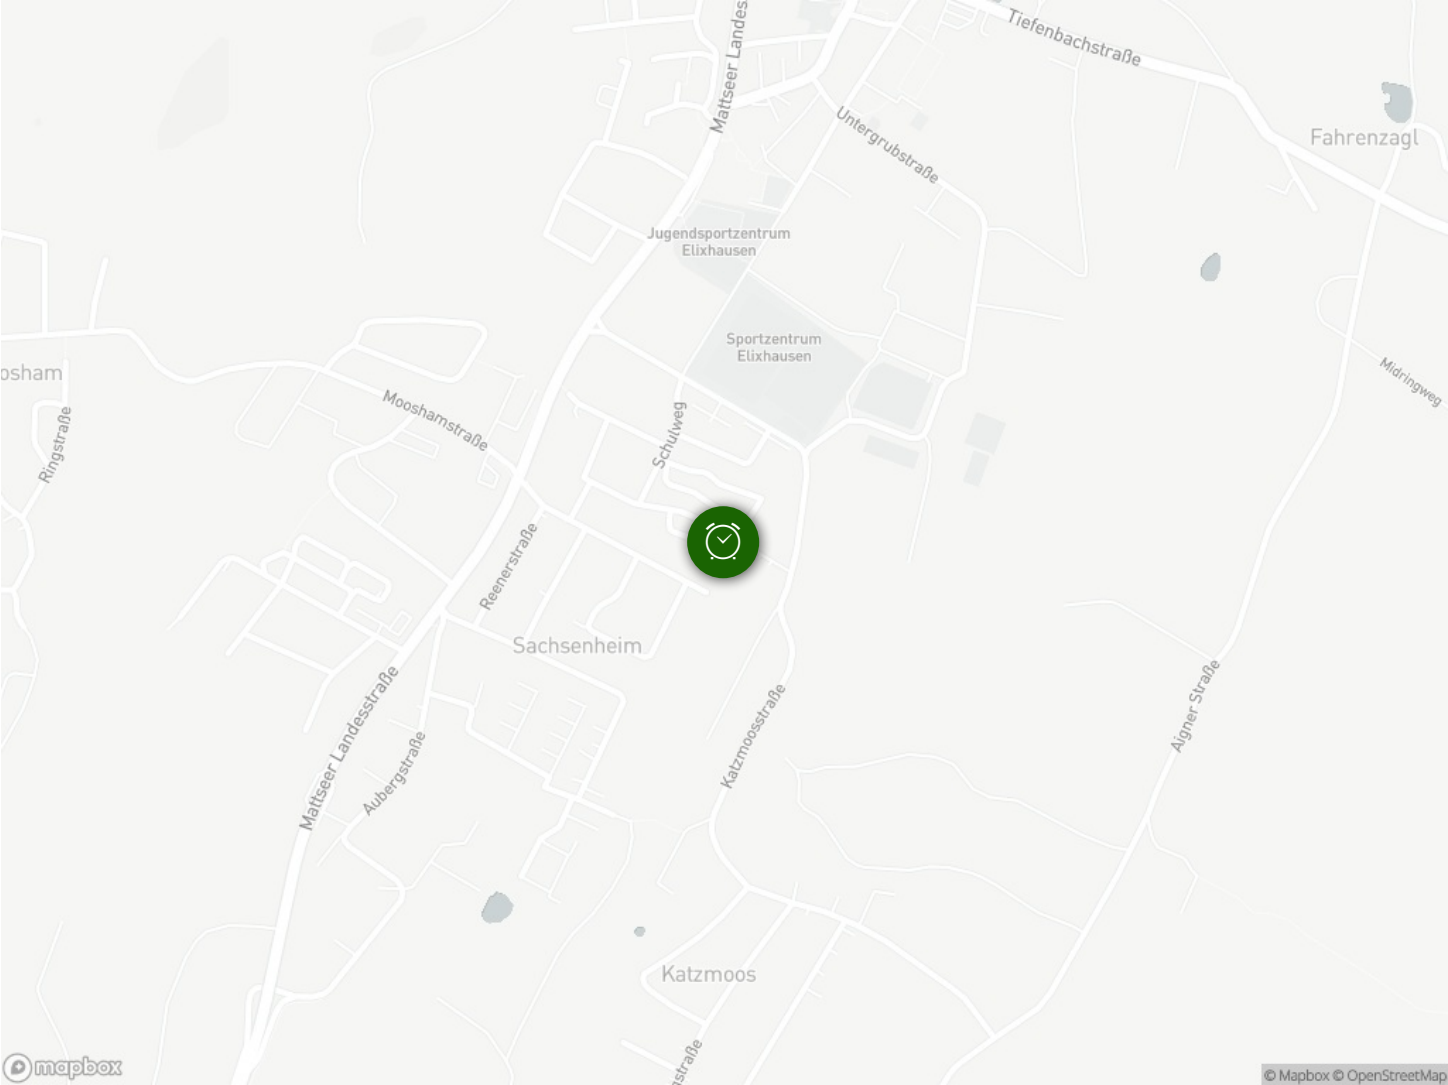 Tiefenbachstraße
Mattseer Landes
Untergrubstraße
Fahrenzagl
Jugendsportzentrum
Elixhausen
Sportzentrum
Elixhausen
osham
Mooshamstraße
Midringweg
Ringstraße
Schulweg
Reenerstraße
Sachsenheim
Mattseer Landesstraße
Aubergstraße
Katzmoosstraße
Aigner Straße
Katzmoos
straße
mapbox
© Mapbox © OpenStreetMap